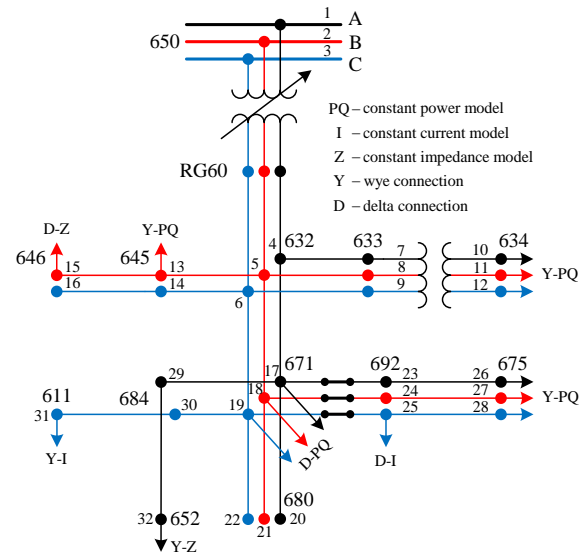 1
A
2
650
B
3
C
PQ – constant power model
I – constant current model
RG60
Z – constant impedance model
Y – wye connection
D – delta connection
D-Z
Y-PQ
4
632
633
7
10
634
646
645
15
13
5
8
11
Y-PQ
16
14
6
9
12
29
17
671
692
23
26
675
611
684
18
24
27
Y-PQ
31
30
19
25
28
D-PQ
Y-I
D-I
680
32
652
22
21
20
Y-Z